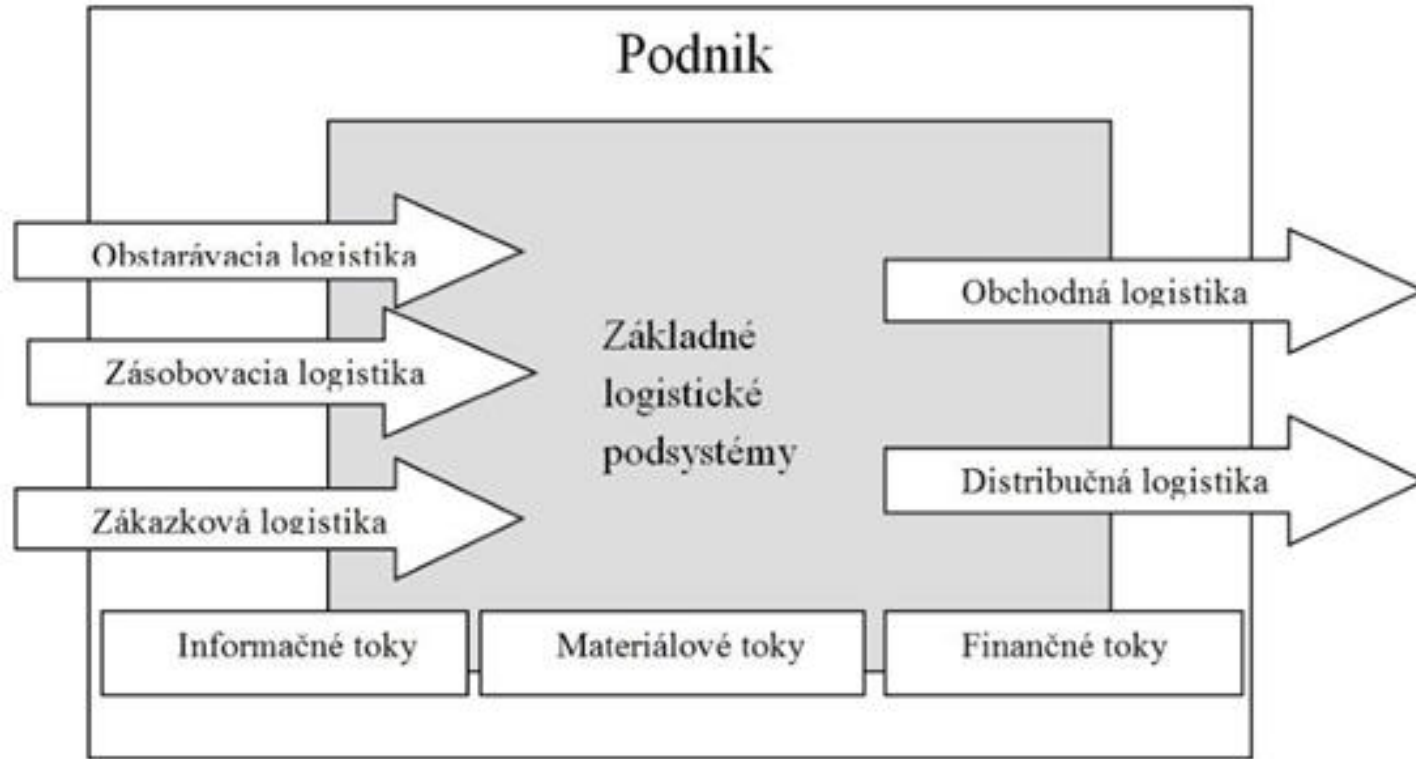 Podnik
Obstarávacia logistika
Zásobovacia logistika
Zákazková logistika
Základné
logistické
podsystémy
Obchodná logistika
Distribučná logistika
Informačné toky
Materiálové toky
Finančné toky